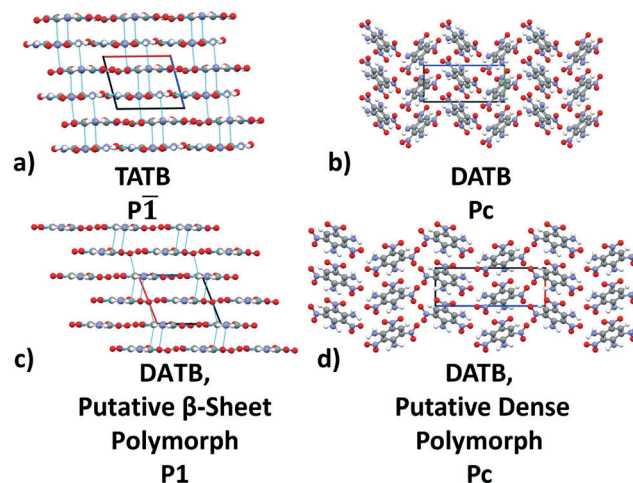 a)
TATB
P1̅
b)
DATB
Pc
c)
DATB,
Putative β-Sheet
Polymorph
P1
d)
DATB,
Putative Dense
Polymorph
Pc